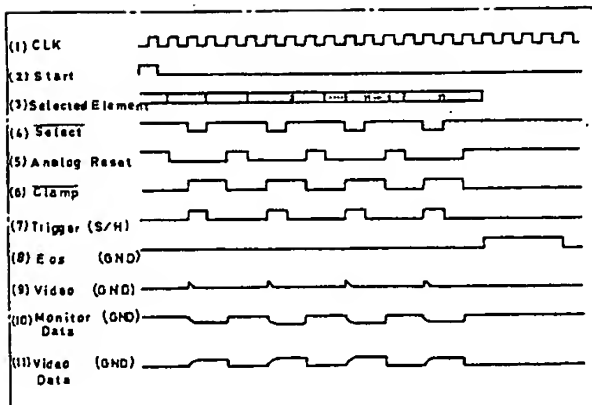 (1) CLK
(2) Start
(3) Selected Element
(4) Select
(5) Analog Reset
(6) Clamp
(7) Trigger (S/H)
(8) Eos (GND)
(9) Video (GND)
(10) Monitor (GND)
Data
(11) Video (GND)
Data